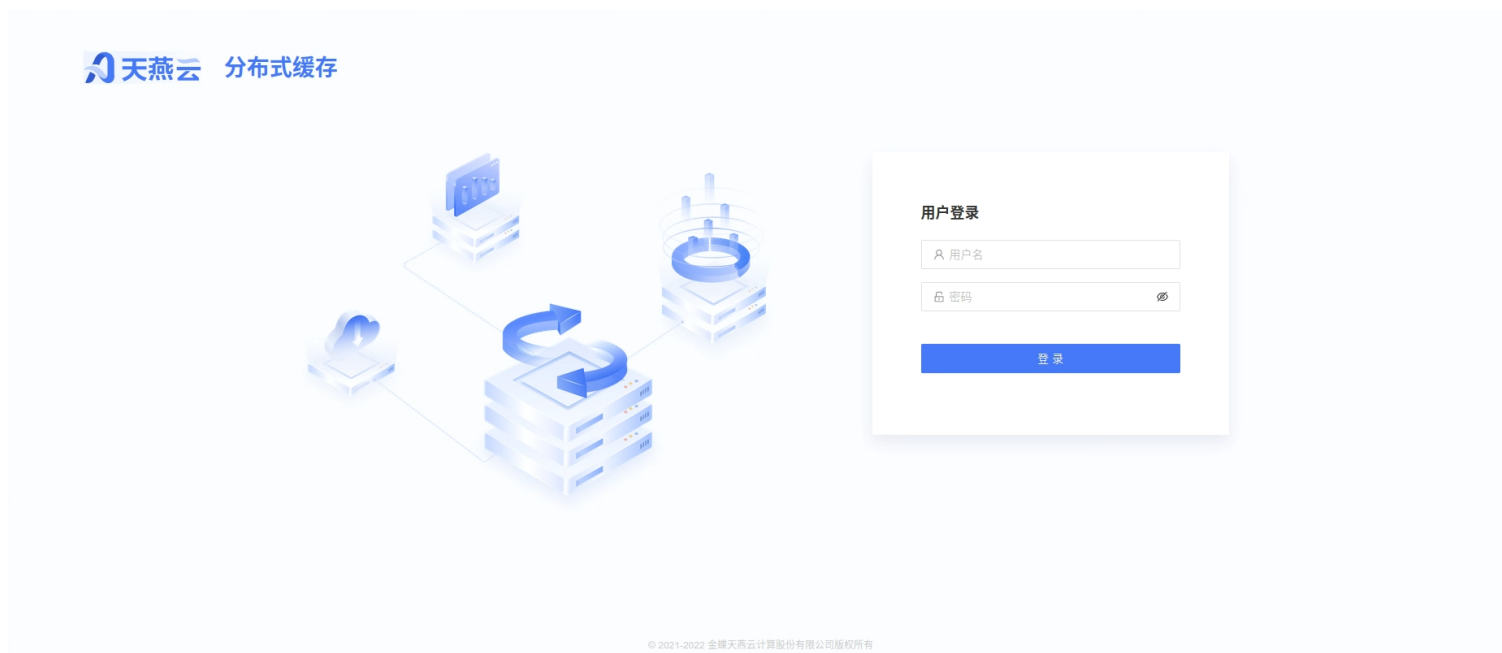 天燕云 分布式缓存
用户登录
用户名
密码
登 录
© 2021-2022 金蝶天燕云计算股份有限公司版权所有